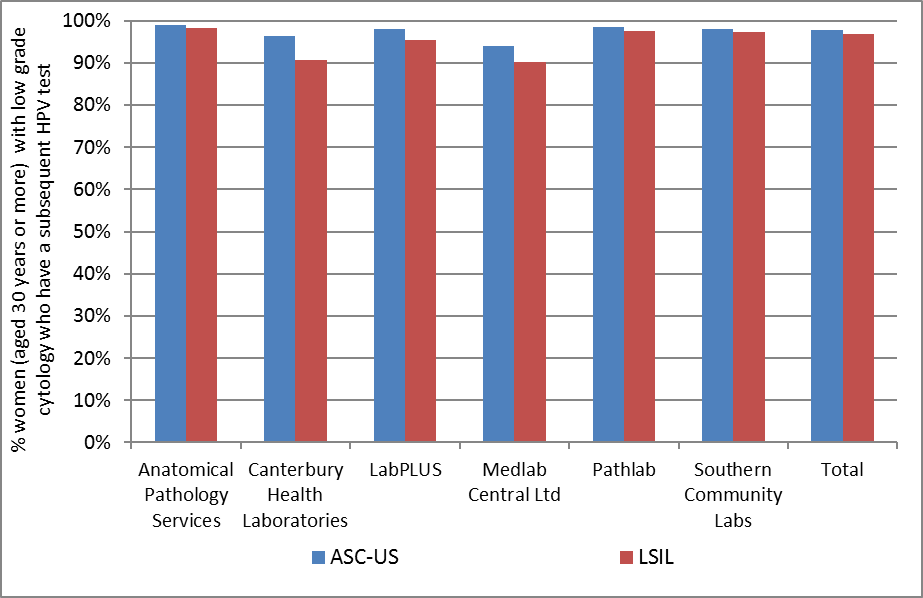 % women (aged 30 years or more)  with low grade
cytology who have a subsequent HPV test
100%
90%
80%
70%
60%
50%
40%
30%
20%
10%
0%
Anatomical
Pathology
Services
Canterbury
Health
Laboratories
LabPLUS
Medlab
Central Ltd
Pathlab
Southern
Community
Labs
Total
ASC-US
LSIL